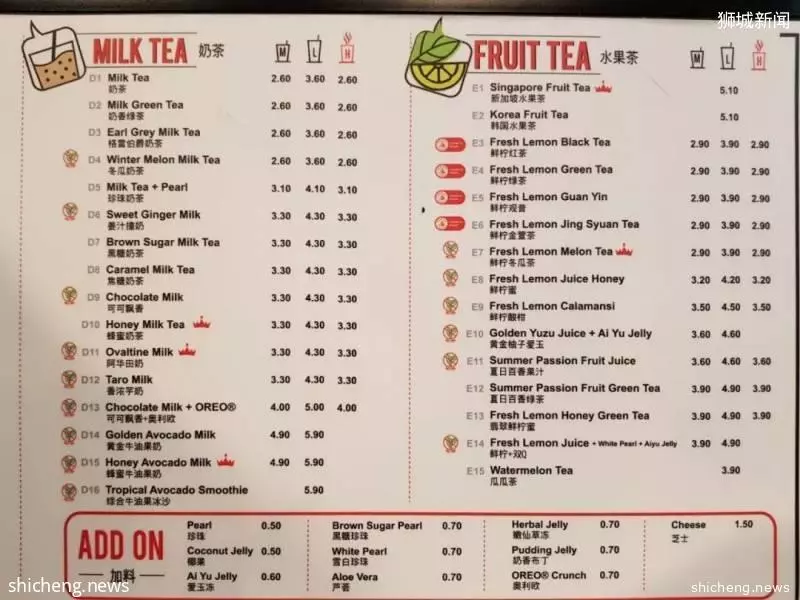 狮城新闻
MILK TEA 奶茶 M L H
D1 Milk Tea 2.60 3.60 2.60
奶茶
D2 Milk Green Tea 2.60 3.60 2.60
奶香绿茶
D3 Earl Grey Milk Tea 2.60 3.60 2.60
格雷伯爵奶茶
D4 Winter Melon Milk Tea 2.60 3.60 2.60
冬瓜奶茶
D5 Milk Tea + Pearl 3.10 4.10 3.10
珍珠奶茶
D6 Sweet Ginger Milk 3.30 4.30 3.30
姜汁撞奶
D7 Brown Sugar Milk Tea 3.30 4.30 3.30
黑糖奶茶
D8 Caramel Milk Tea 3.30 4.30 3.30
焦糖奶茶
D9 Chocolate Milk 3.30 4.30 3.30
可可飘香
D10 Honey Milk Tea 3.30 4.30 3.30
蜂蜜奶茶
D11 Ovaltine Milk 3.30 4.30 3.30
阿华田奶
D12 Taro Milk 3.30 4.30 3.30
香浓芋奶
D13 Chocolate Milk + OREO® 4.00 5.00 4.00
可可飘香+奥利欧
D14 Golden Avocado Milk 4.90 5.90
黄金牛油果奶
D15 Honey Avocado Milk 4.90 5.90
蜂蜜牛油果奶
D16 Tropical Avocado Smoothie 5.90
综合牛油果冰沙
FRUIT TEA 水果茶 M L H
E1 Singapore Fruit Tea 5.10
新加坡水果茶
E2 Korea Fruit Tea 5.10
韩国水果茶
E3 Fresh Lemon Black Tea 2.90 3.90 2.90
鲜柠红茶
E4 Fresh Lemon Green Tea 2.90 3.90 2.90
鲜柠绿茶
E5 Fresh Lemon Guan Yin 2.90 3.90 2.90
鲜柠观音
E6 Fresh Lemon Jing Syuan Tea 2.90 3.90 2.90
鲜柠金萱茶
E7 Fresh Lemon Melon Tea 2.90 3.90 2.90
鲜柠冬瓜茶
E8 Fresh Lemon Juice Honey 3.20 4.20 3.20
鲜柠蜜
E9 Fresh Lemon Calamansi 3.50 4.50 3.50
鲜柠酸柑
E10 Golden Yuzu Juice + Ai Yu Jelly 3.60 4.60
黄金柚子爱玉
E11 Summer Passion Fruit Juice 3.60 4.60 3.60
夏日百香果汁
E12 Summer Passion Fruit Green Tea 3.90 4.90 3.90
夏日百香绿茶
E13 Fresh Lemon Honey Green Tea 3.90 4.90 3.90
翡翠鲜柠蜜
E14 Fresh Lemon Juice + White Pearl + Aiyu Jelly 3.90 4.90
鲜柠+双Q
E15 Watermelon Tea 3.90
瓜瓜茶
ADD ON
加料
Pearl 0.50
珍珠
Coconut Jelly 0.50
椰果
Ai Yu Jelly 0.60
爱玉冻
Brown Sugar Pearl 0.70
黑糖珍珠
White Pearl 0.70
雪白珍珠
Aloe Vera 0.70
芦荟
Herbal Jelly 0.70
嫩仙草冻
Pudding Jelly 0.70
奶香布丁
OREO® Crunch 0.70
奥利欧
Cheese 1.50
芝士
shicheng.news
shicheng.news